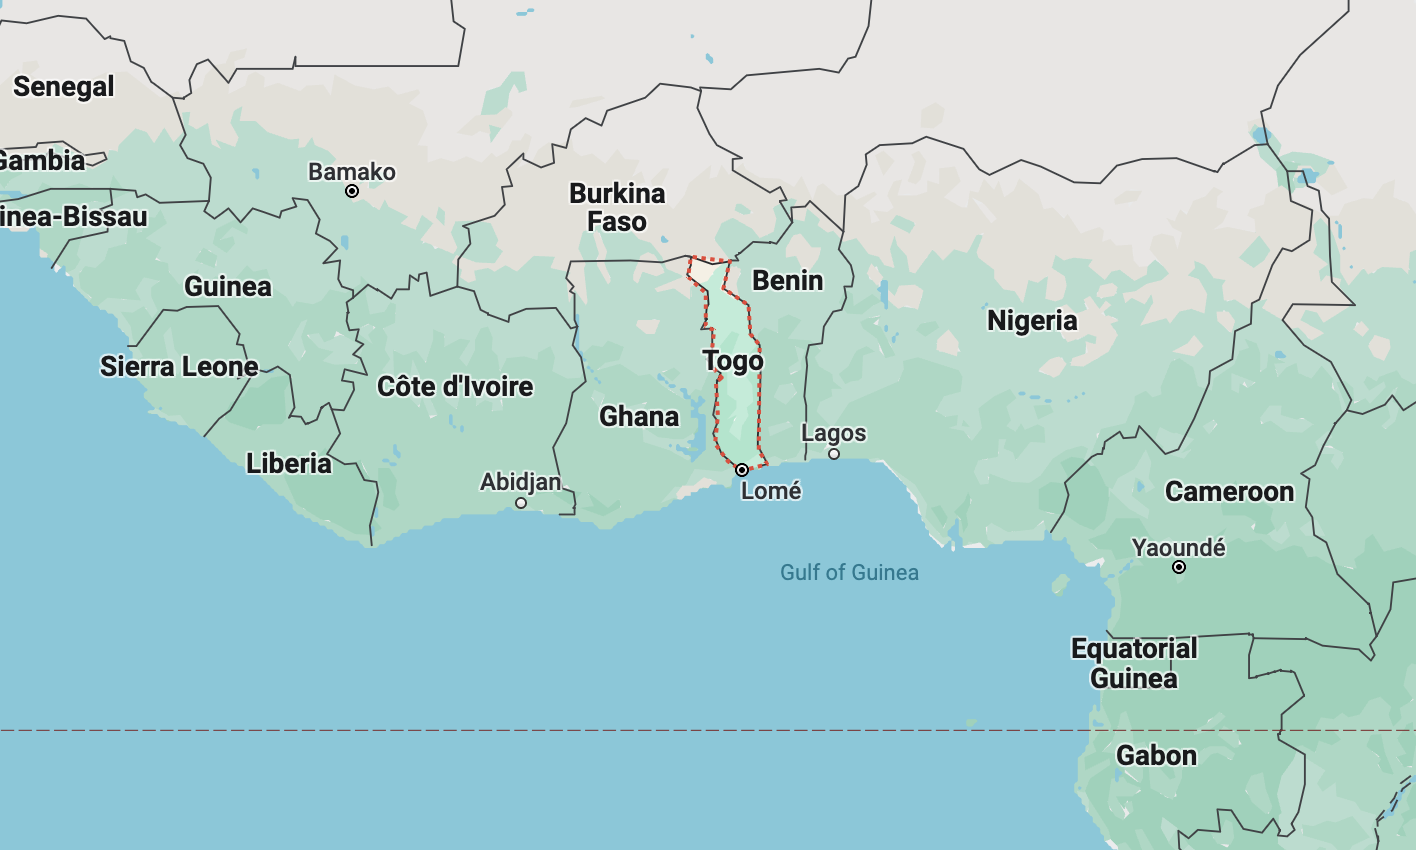 Senegal
Gambia
Bamako
Burkina
Faso
inea-Bissau
Guinea
Benin
Nigeria
Sierra Leone
Togo
Côte d'Ivoire
Ghana
Lagos
Liberia
Abidjan
Lomé
Cameroon
Yaoundé
Gulf of Guinea
Equatorial
Guinea
Gabon